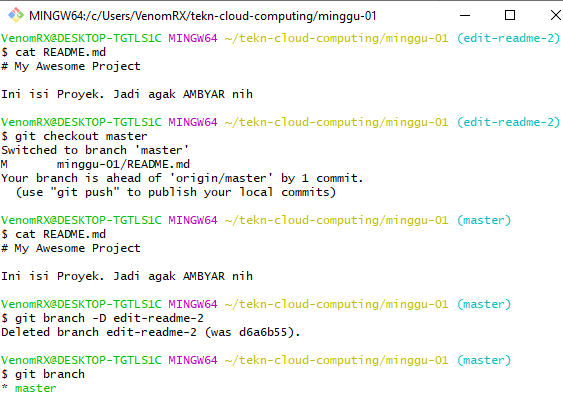 MINGW64:/c/Users/VenomRX/tekn-cloud-computing/minggu-01
VenomRX@DESKTOP-TGTLS1C MINGW64 ~/tekn-cloud-computing/minggu-01 (edit-readme-2)
$ cat README.md
# My Awesome Project

Ini isi Proyek. Jadi agak AMBYAR nih

VenomRX@DESKTOP-TGTLS1C MINGW64 ~/tekn-cloud-computing/minggu-01 (edit-readme-2)
$ git checkout master
Switched to branch 'master'
M       minggu-01/README.md
Your branch is ahead of 'origin/master' by 1 commit.
  (use "git push" to publish your local commits)

VenomRX@DESKTOP-TGTLS1C MINGW64 ~/tekn-cloud-computing/minggu-01 (master)
$ cat README.md
# My Awesome Project

Ini isi Proyek. Jadi agak AMBYAR nih

VenomRX@DESKTOP-TGTLS1C MINGW64 ~/tekn-cloud-computing/minggu-01 (master)
$ git branch -D edit-readme-2
Deleted branch edit-readme-2 (was d6a6b55).

VenomRX@DESKTOP-TGTLS1C MINGW64 ~/tekn-cloud-computing/minggu-01 (master)
$ git branch
* master